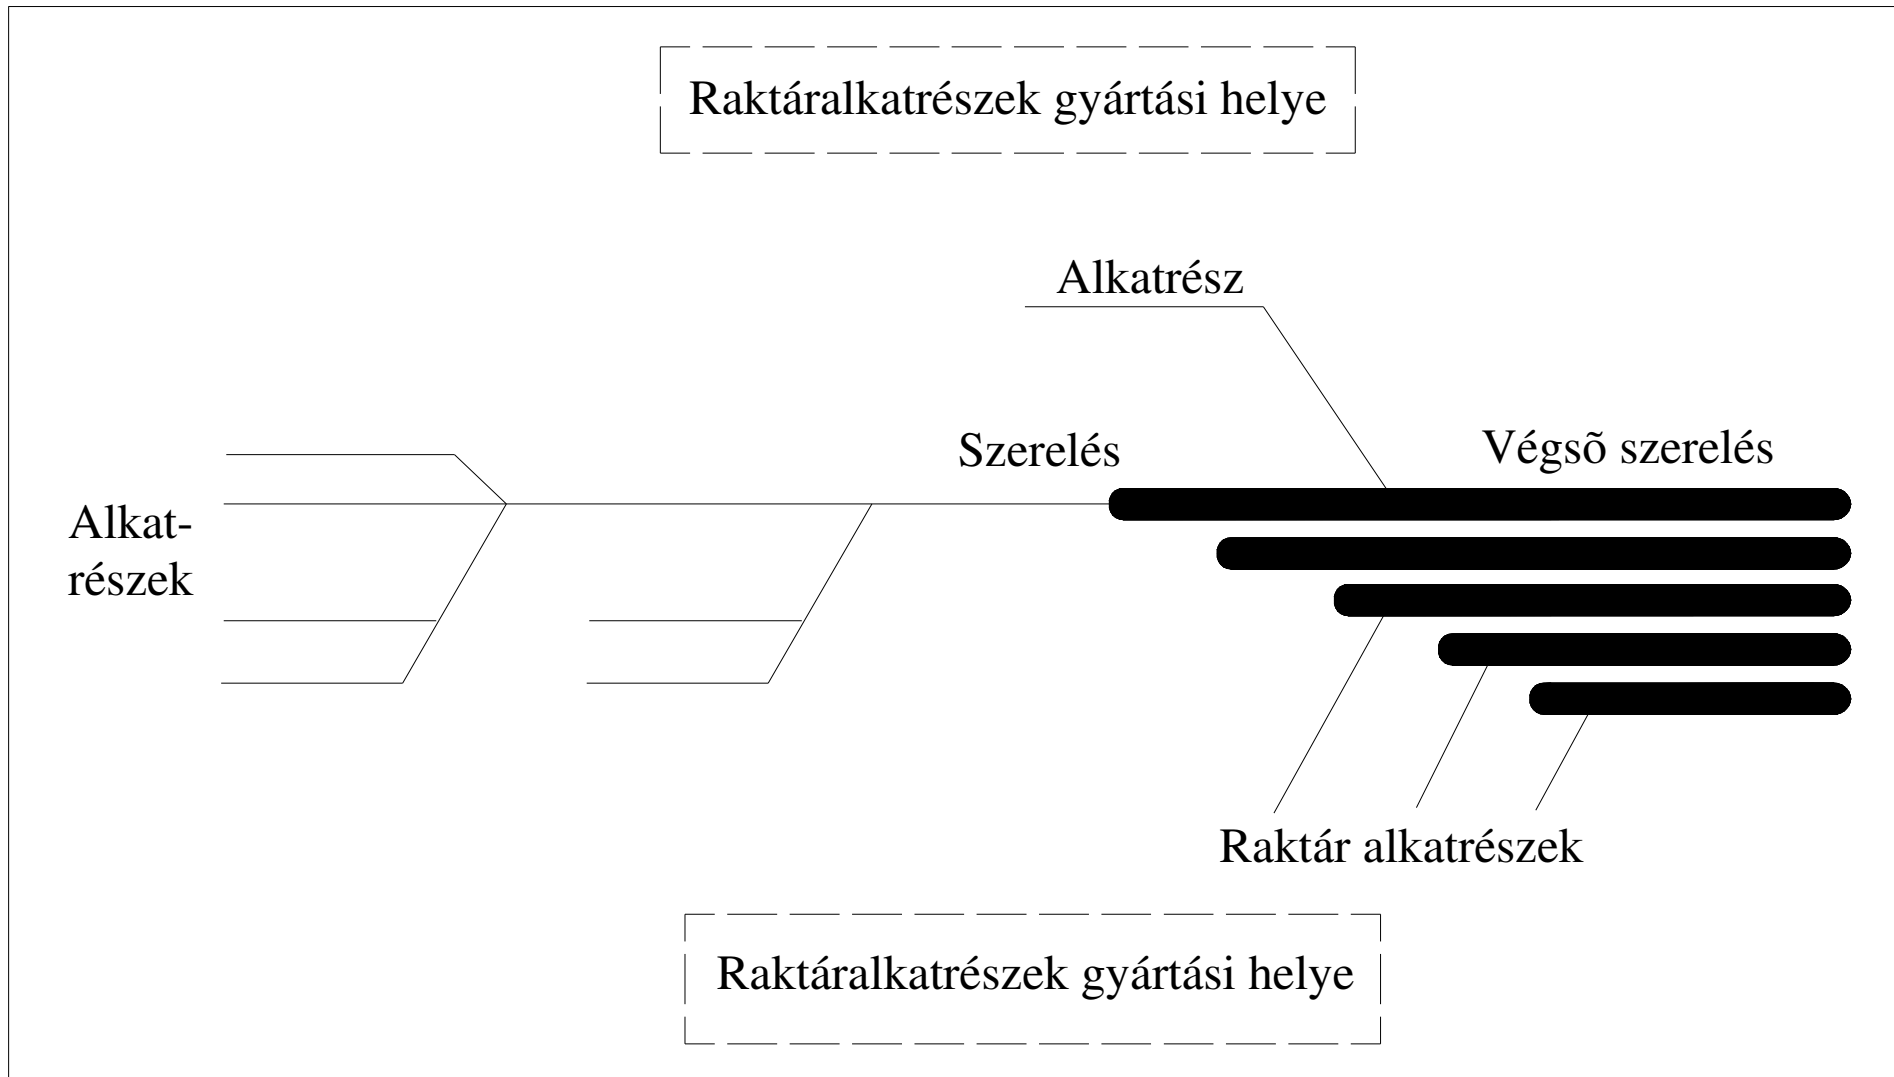 Raktáralkatrészek gyártási helye
Alkatrész
Szerelés
Végsõ szerelés
Alkat-
részek
Raktár alkatrészek
Raktáralkatrészek gyártási helye